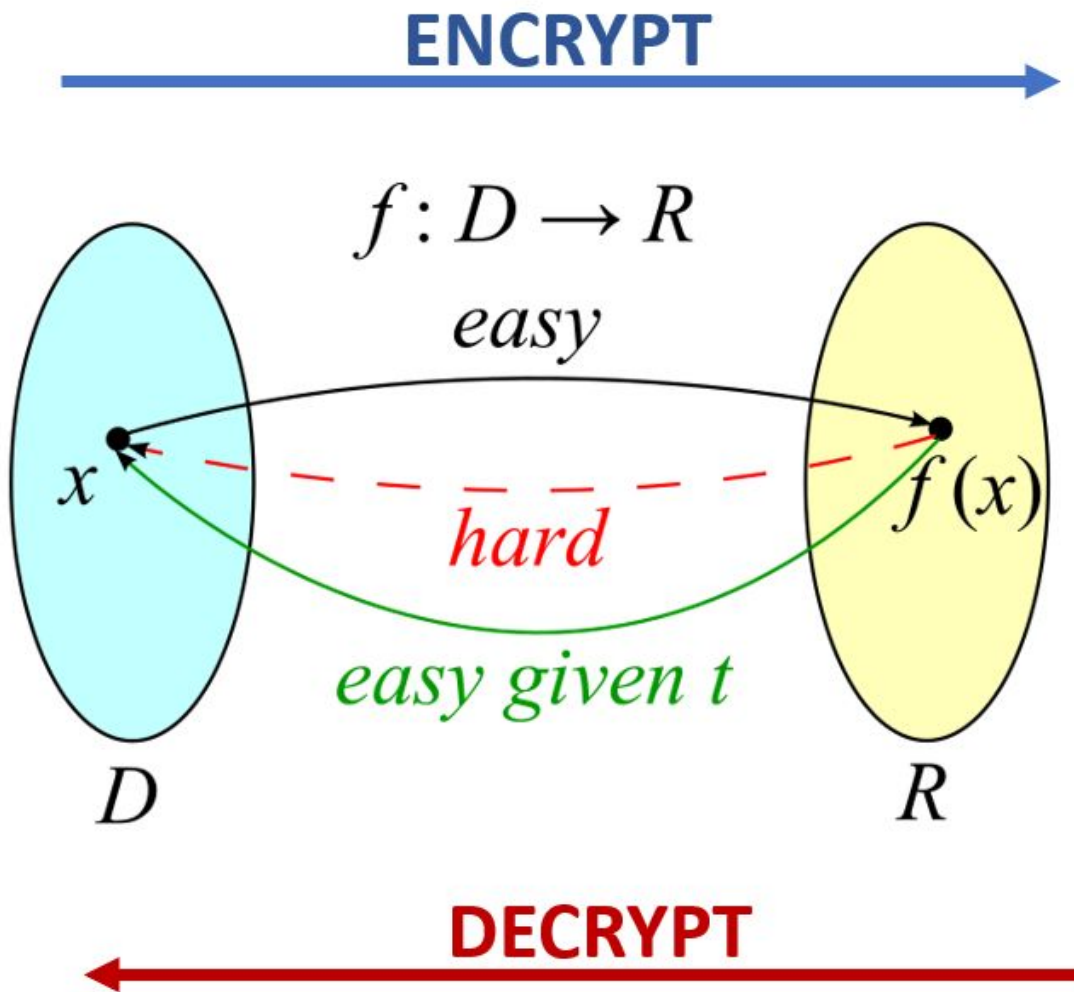 ENCRYPT
f : D → R
easy
x
f (x)
hard
easy given t
D
R
DECRYPT